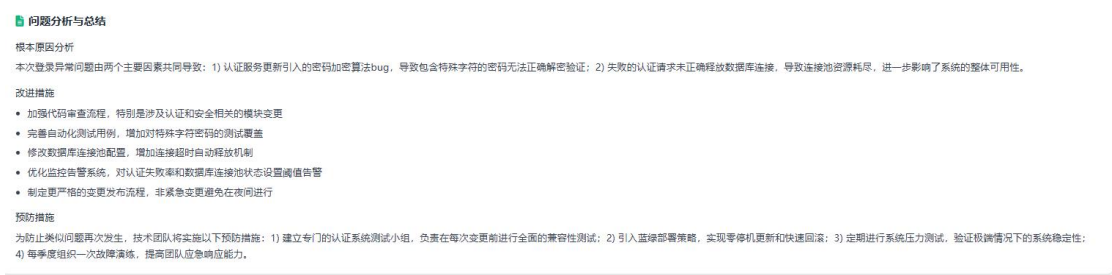 问题分析与总结
根本原因分析
本次登录异常问题由两个主要因素共同导致：1) 认证服务更新引入的密码加密算法bug，导致包含特殊字符的密码无法正确解密验证；2) 失败的认证请求未正确释放数据库连接，导致连接池资源耗尽，进一步影响了系统的整体可用性。
改进措施
• 加强代码审查流程，特别是涉及认证和安全相关的模块变更
• 完善自动化测试用例，增加对特殊字符密码的测试覆盖
• 修改数据库连接池配置，增加连接超时自动释放机制
• 优化监控告警系统，对认证失败率和数据库连接池状态设置阈值告警
• 制定更严格的变更发布流程，非紧急变更避免在夜间进行
预防措施
为防止类似问题再次发生，技术团队将实施以下预防措施：1) 建立专门的认证系统测试小组，负责在每次变更前进行全面的兼容性测试；2) 引入蓝绿部署策略，实现零停机更新和快速回滚；3) 定期进行系统压力测试，验证极端情况下的系统稳定性；
4) 每季度组织一次故障演练，提高团队应急响应能力。